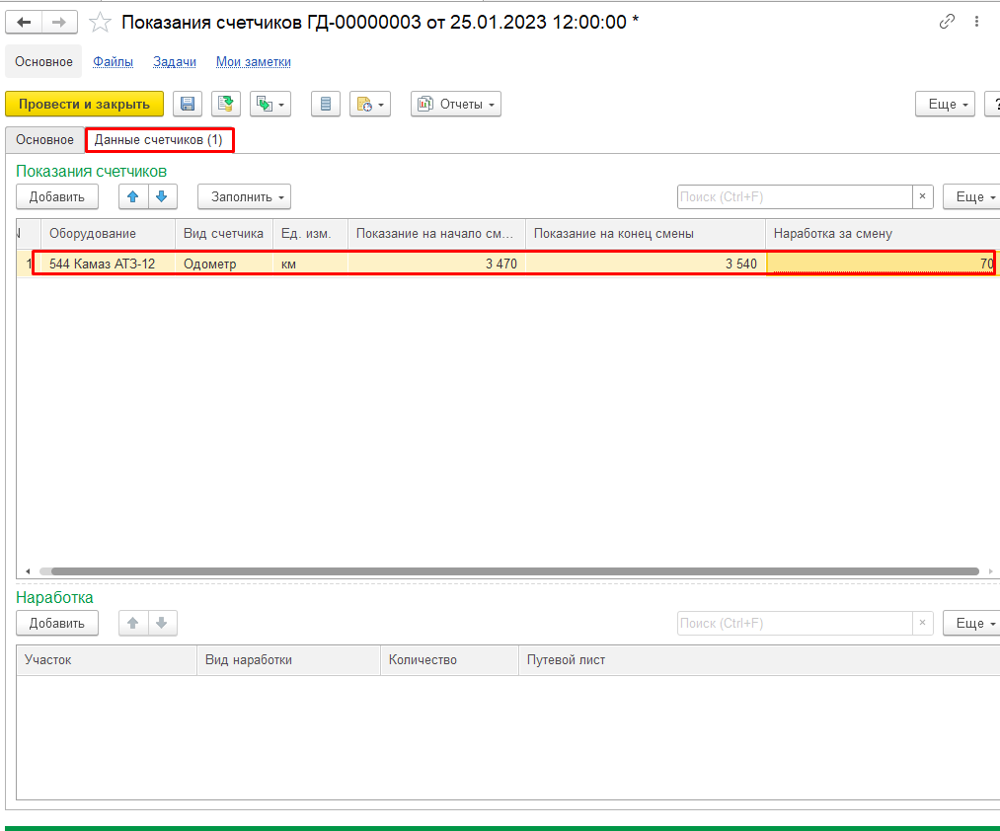 Показания счетчиков ГД-00000003 от 25.01.2023 12:00:00 *
Основное Файлы Задачи Мои заметки
Провести и закрыть Отчеты Еще ?
Основное Данные счетчиков (1)
Показания счетчиков
Добавить Заполнить Поиск (Ctrl+F) × Еще
N Оборудование Вид счетчика Ед. изм. Показание на начало см... Показание на конец смены Наработка за смену
1 544 Камаз АТЗ-12 Одометр км 3 470 3 540 70
Наработка
Добавить Поиск (Ctrl+F) × Еще
Участок Вид наработки Количество Путевой лист